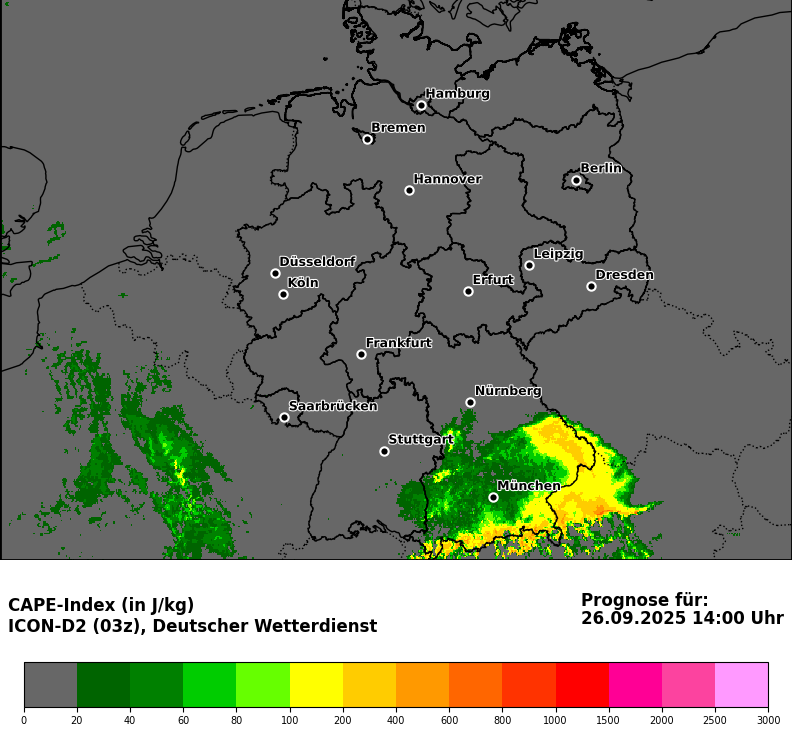 Hamburg
Bremen
Berlin
Hannover
Leipzig
Düsseldorf
Dresden
Köln
Erfurt
Frankfurt
Nürnberg
Saarbrücken
Stuttgart
München
CAPE-Index (in J/kg)
ICON-D2 (03z), Deutscher Wetterdienst
Prognose für:
26.09.2025 14:00 Uhr
0 20 40 60 80 100 200 400 600 800 1000 1500 2000 2500 3000